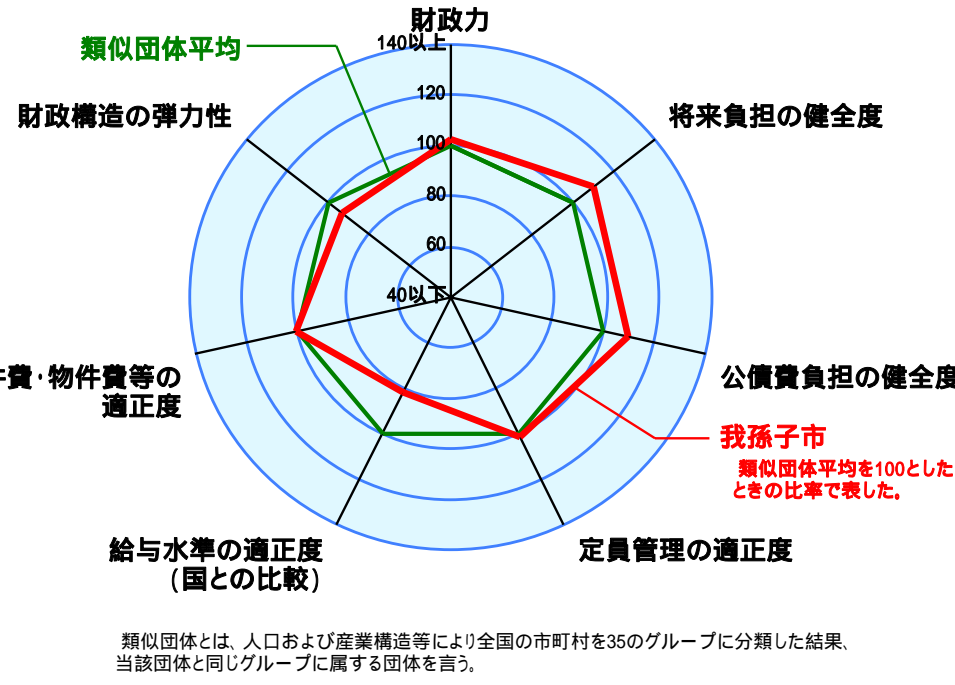 財政力
類似団体平均
140以上
120
財政構造の弾力性
将来負担の健全度
100
80
60
40以下
費・物件費等の
適正度
公債費負担の健全度
我孫子市
類似団体平均を100とした
ときの比率で表した。
給与水準の適正度
(国との比較)
定員管理の適正度
類似団体とは、人口および産業構造等により全国の市町村を35のグループに分類した結果、
当該団体と同じグループに属する団体を言う。